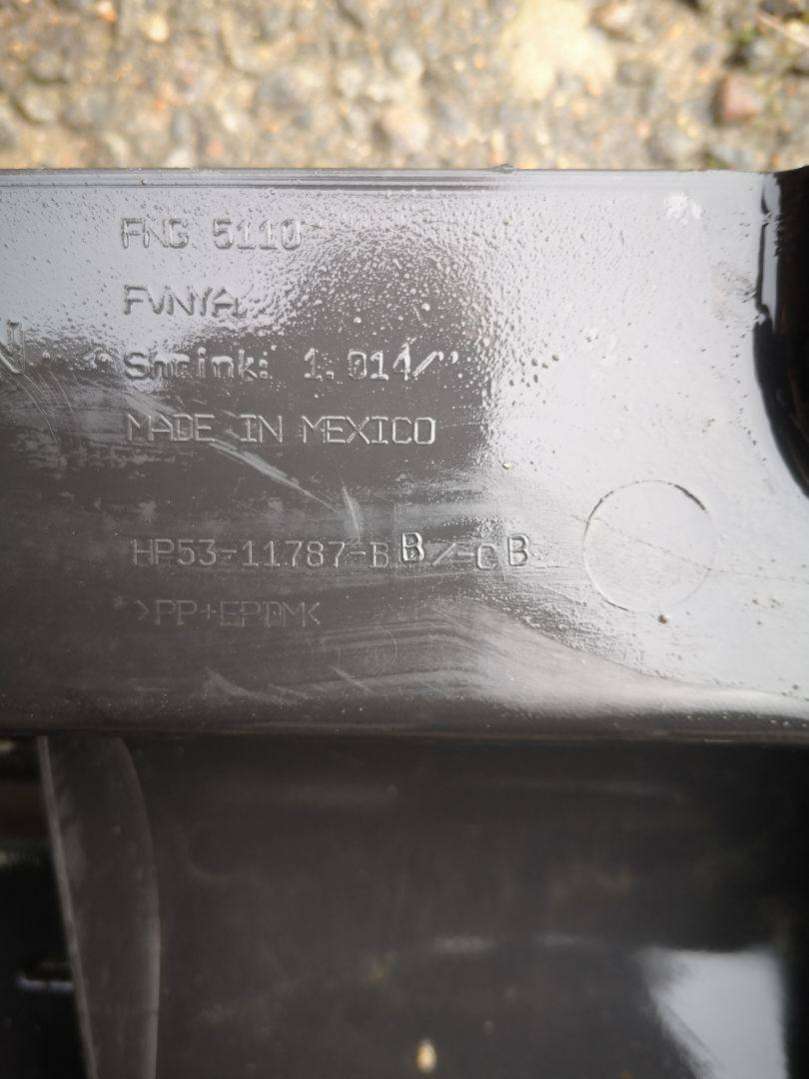 FNG 5110
FVNYA
N
Shrink: 1.014/"
MADE IN MEXICO
HP53-11787-B B/-C B
>PP+EPDM<